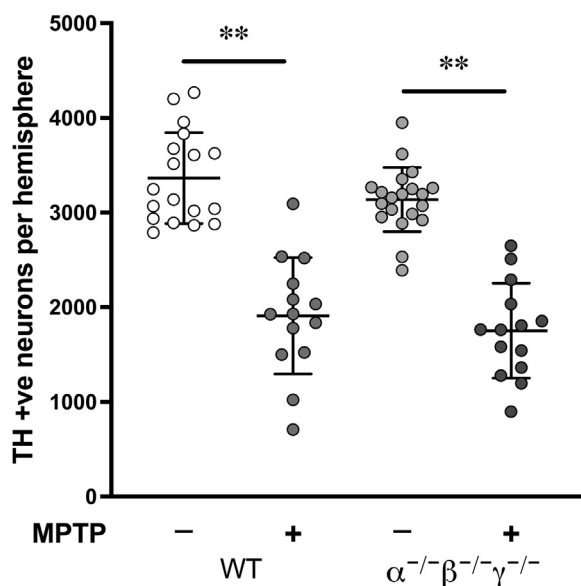 5000
4000
3000
2000
1000
0
TH +ve neurons per hemisphere
**
**
MPTP − + − +
WT α⁻/⁻β⁻/⁻γ⁻/⁻